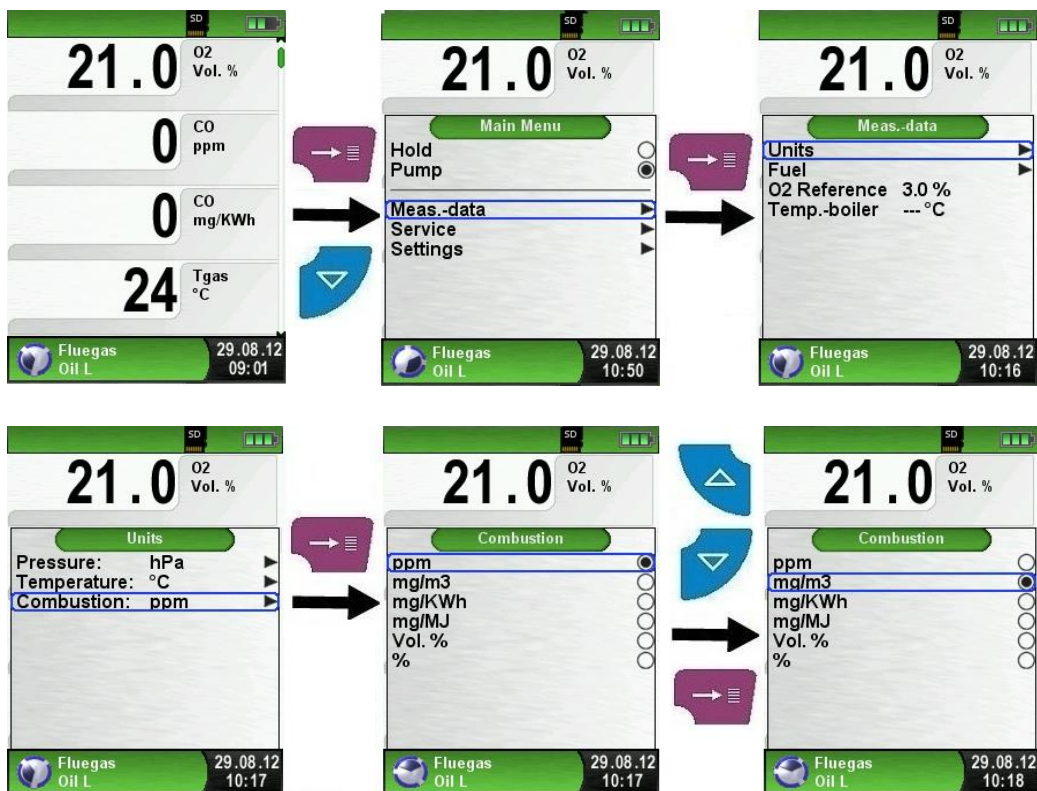 SD
21.0 O2 Vol. %
0 CO ppm
0 CO mg/KWh
24 Tgas °C
Fluegas 29.08.12
Oil L 09:01
SD
21.0 O2 Vol. %
Main Menu
Hold
Pump
Meas.-data
Service
Settings
Fluegas 29.08.12
Oil L 10:50
SD
21.0 O2 Vol. %
Meas.-data
Units
Fuel
O2 Reference 3.0 %
Temp.-boiler --- °C
Fluegas 29.08.12
Oil L 10:16
SD
21.0 O2 Vol. %
Units
Pressure: hPa
Temperature: °C
Combustion: ppm
Fluegas 29.08.12
Oil L 10:17
SD
21.0 O2 Vol. %
Combustion
ppm
mg/m3
mg/KWh
mg/MJ
Vol. %
%
Fluegas 29.08.12
Oil L 10:17
SD
21.0 O2 Vol. %
Combustion
ppm
mg/m3
mg/KWh
mg/MJ
Vol. %
%
Fluegas 29.08.12
Oil L 10:18